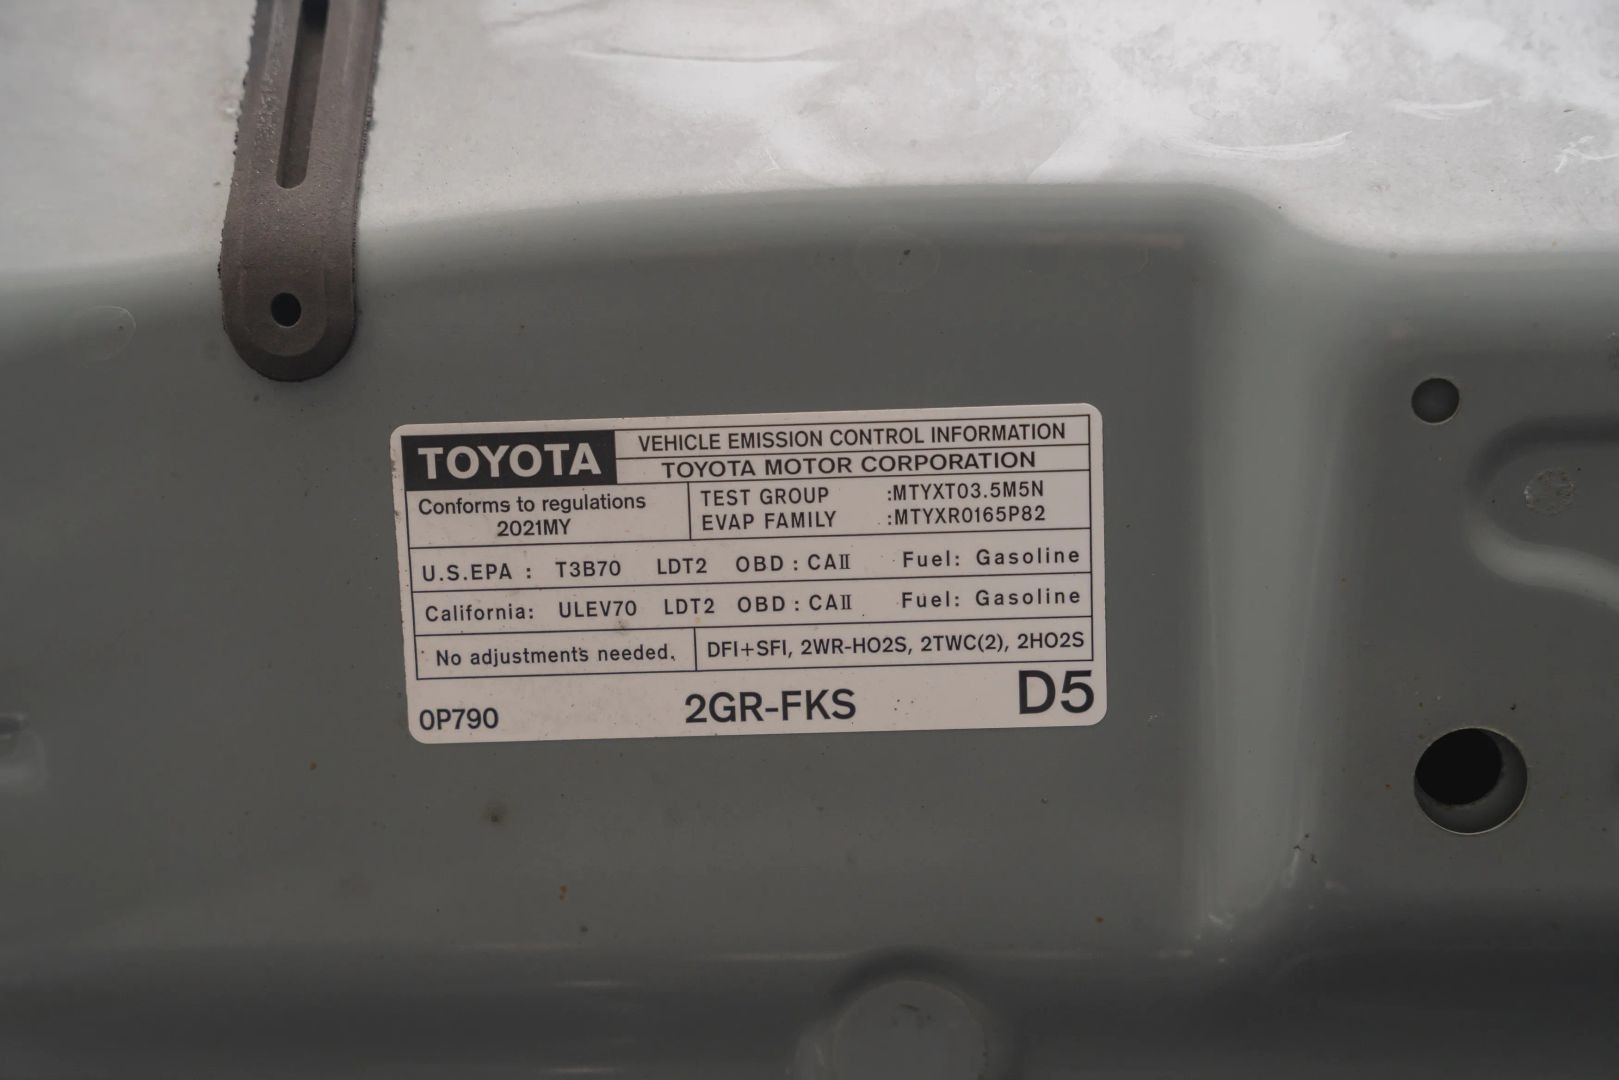 TOYOTA
VEHICLE EMISSION CONTROL INFORMATION
TOYOTA MOTOR CORPORATION
Conforms to regulations
2021MY
TEST GROUP :MTYXT03.5M5N
EVAP FAMILY :MTYXR0165P82
U.S.EPA : T3B70 LDT2 OBD : CAⅡ Fuel: Gasoline
California: ULEV70 LDT2 OBD : CAⅡ Fuel: Gasoline
No adjustments needed.
DFI+SFI, 2WR-HO2S, 2TWC(2), 2HO2S
0P790 2GR-FKS D5